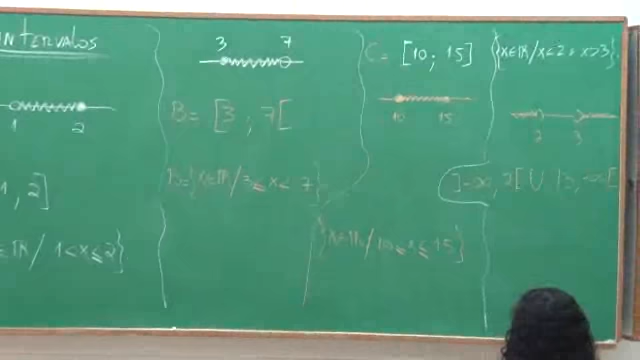 INTERVALOS
1 2
1, 2]
∈ IR / 1 < x ≤ 2}
3 7
B = [3 ; 7[
B = {x ∈ IR / 3 ≤ x < 7}
C = [10 ; 15]
10 15
{x ∈ IR / 10 ≤ x ≤ 15}
{x ∈ IR / x < 2 x > 3}
2 3
]-∞, 2[ U ]3, +∞[